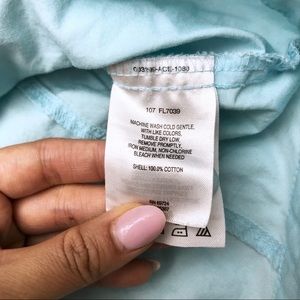 107 FL7039
MACHINE WASH COLD GENTLE,
WITH LIKE COLORS.
TUMBLE DRY LOW.
REMOVE PROMPTLY.
IRON MEDIUM, NON-CHLORINE
BLEACH WHEN NEEDED
SHELL: 100.0% COTTON